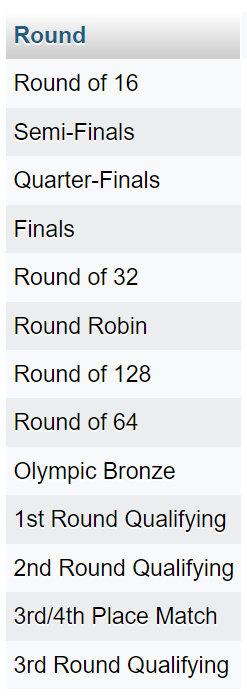 Round
Round of 16
Semi-Finals
Quarter-Finals
Finals
Round of 32
Round Robin
Round of 128
Round of 64
Olympic Bronze
1st Round Qualifying
2nd Round Qualifying
3rd/4th Place Match
3rd Round Qualifying